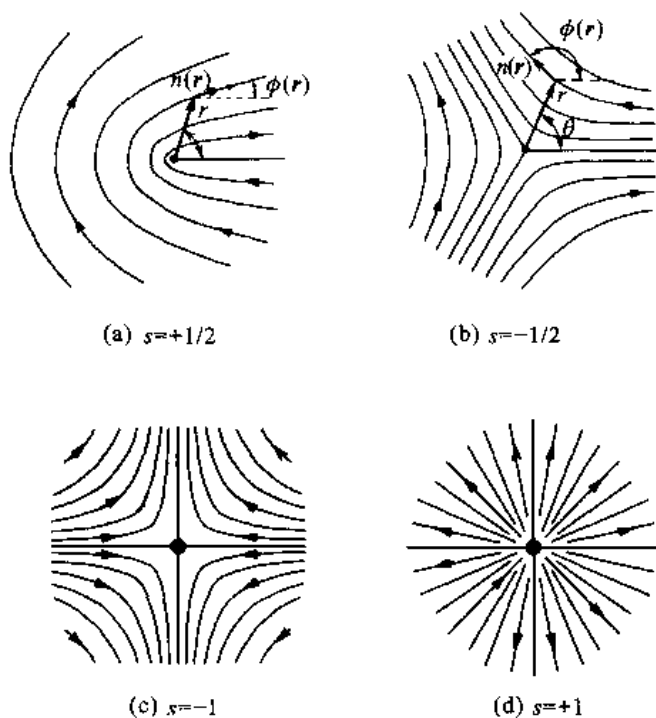 n(r)
ϕ(r)
r
(a) s=+1/2
ϕ(r)
n(r)
r
θ
(b) s=−1/2
(c) s=−1
(d) s=+1